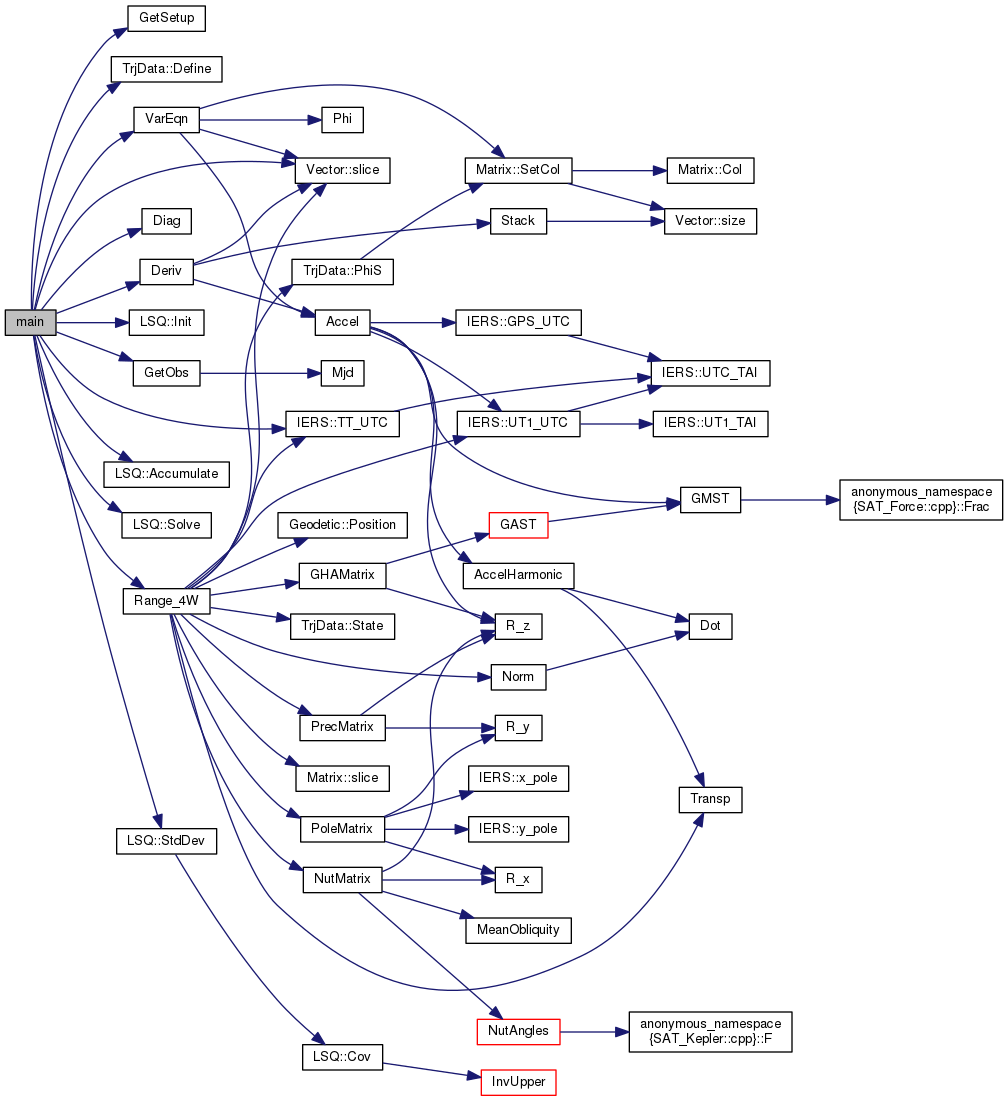 GetSetup
TrjData::Define
VarEqn
Phi
Vector::slice
Matrix::SetCol
Matrix::Col
Diag
Stack
Vector::size
Deriv
TrjData::PhiS
main
LSQ::Init
Accel
IERS::GPS_UTC
GetObs
Mjd
IERS::UTC_TAI
IERS::TT_UTC
IERS::UT1_UTC
IERS::UT1_TAI
LSQ::Accumulate
GMST
anonymous_namespace
{SAT_Force::cpp}::Frac
LSQ::Solve
Geodetic::Position
GAST
GHAMatrix
AccelHarmonic
Range_4W
TrjData::State
R_z
Dot
Norm
PrecMatrix
R_y
Matrix::slice
IERS::x_pole
Transp
LSQ::StdDev
PoleMatrix
IERS::y_pole
NutMatrix
R_x
MeanObliquity
NutAngles
anonymous_namespace
{SAT_Kepler::cpp}::F
LSQ::Cov
InvUpper